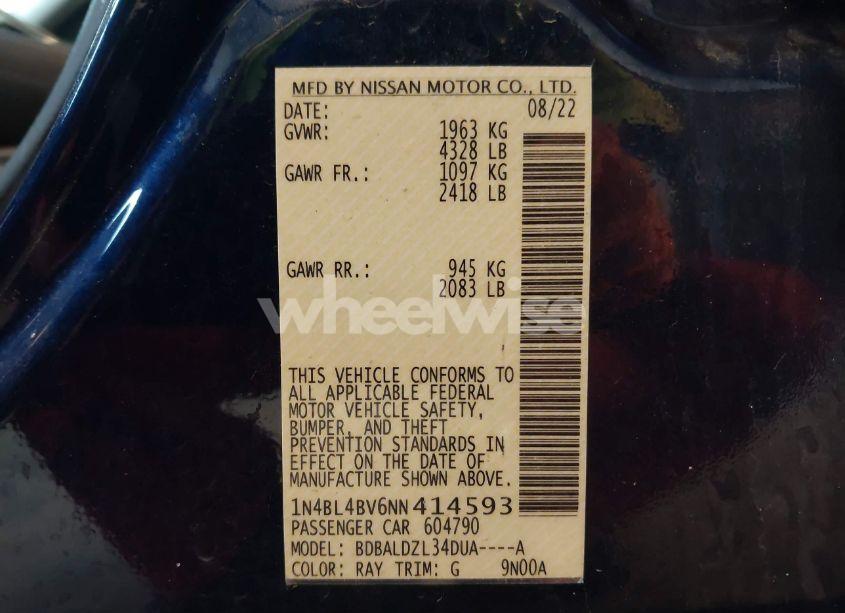 MFD BY NISSAN MOTOR CO., LTD.
DATE: 08/22
GVWR: 1963 KG
4328 LB
GAWR FR.: 1097 KG
2418 LB
GAWR RR.: 945 KG
2083 LB
wheelwise
THIS VEHICLE CONFORMS TO
ALL APPLICABLE FEDERAL
MOTOR VEHICLE SAFETY,
BUMPER, AND THEFT
PREVENTION STANDARDS IN
EFFECT ON THE DATE OF
MANUFACTURE SHOWN ABOVE.
1N4BL4BV6NN414593
PASSENGER CAR 604790
MODEL: BDBALDZL34DUA----A
COLOR: RAY TRIM: G 9N00A